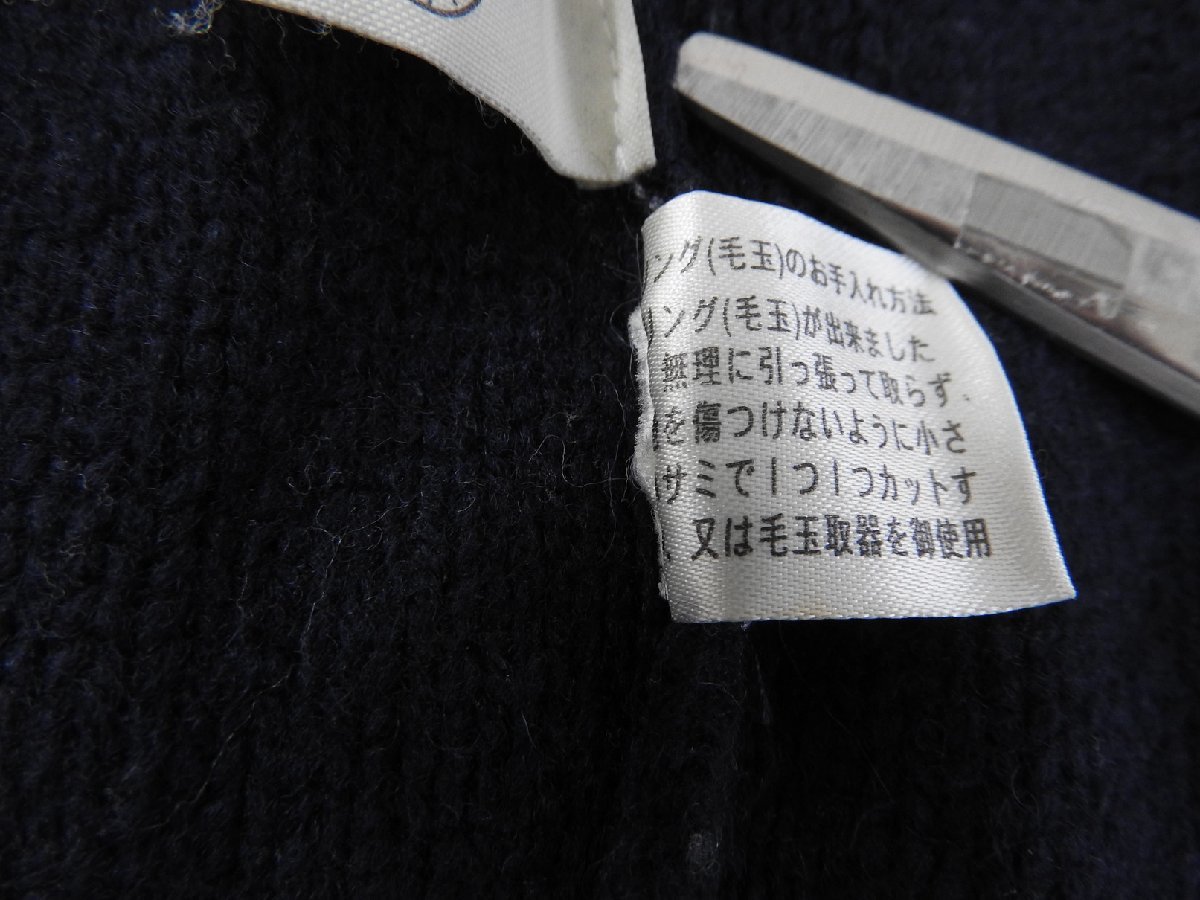 ング(毛玉)のお手入れ方法
リング(毛玉)が出来ました
無理に引っ張って取らず、
を傷つけないように小さ
サミで1つ1つカットす
、又は毛玉取器を御使用